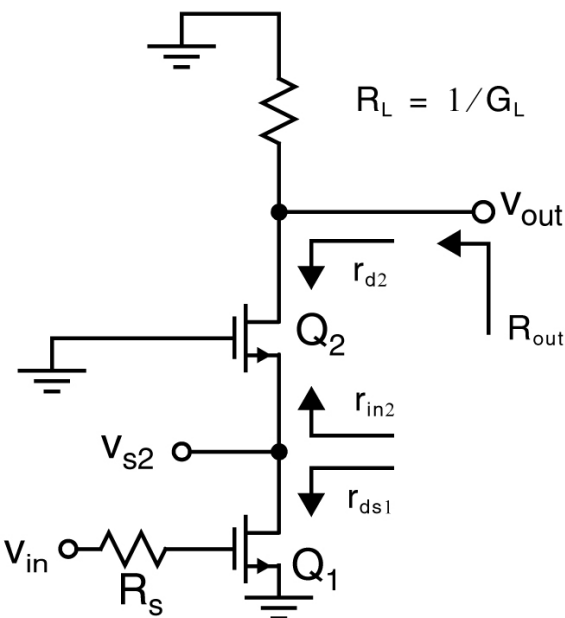 R_L = 1/G_L
v_out
r_d2
R_out
Q_2
r_in2
v_s2
r_ds1
v_in
R_s
Q_1